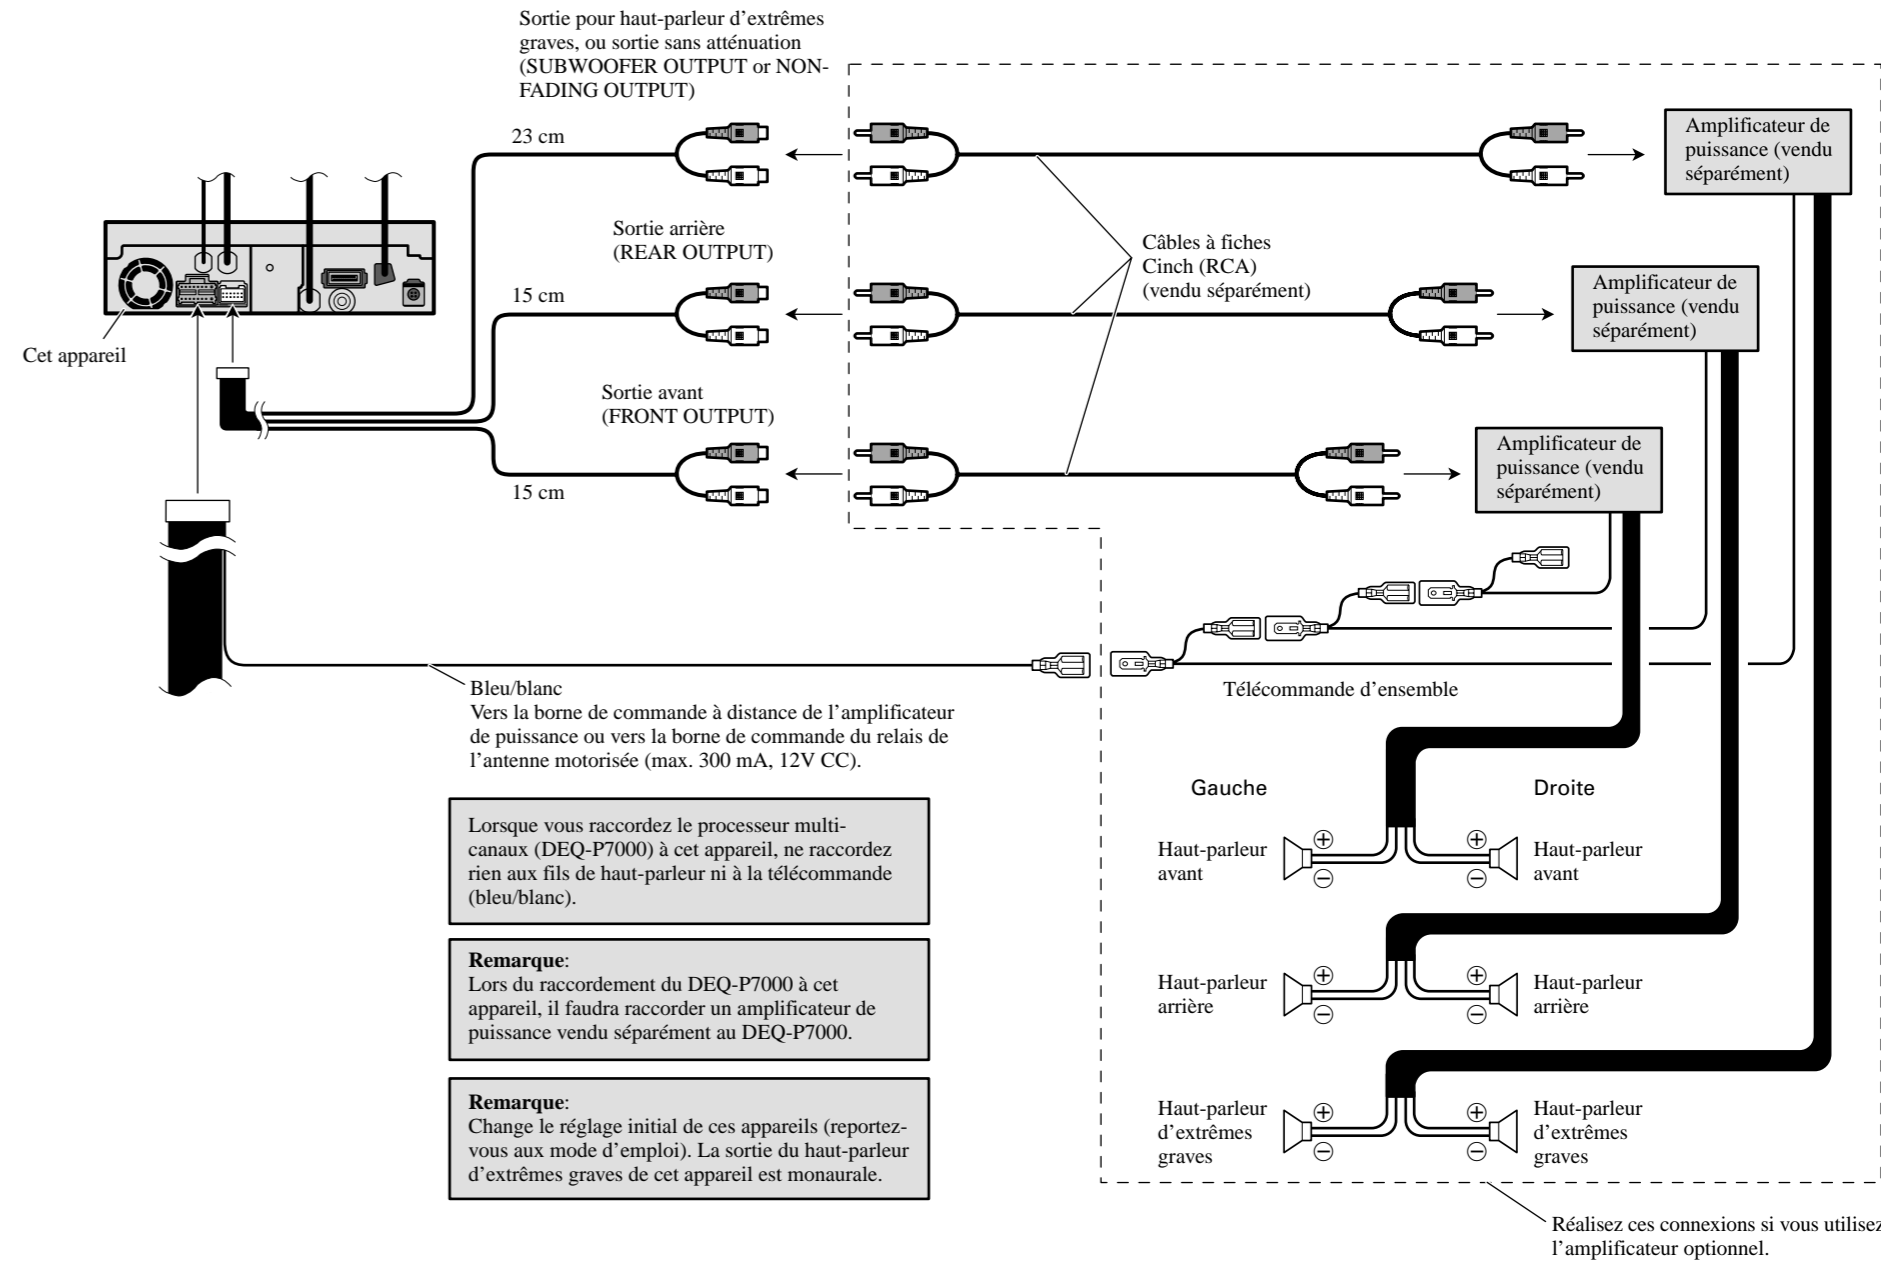 Sortie pour haut-parleur d’extrêmes
graves, ou sortie sans atténuation
(SUBWOOFER OUTPUT or NON-
FADING OUTPUT)
23 cm
Amplificateur de
puissance (vendu
séparément)
Sortie arrière
(REAR OUTPUT)
15 cm
Câbles à fiches
Cinch (RCA)
(vendu séparément)
Amplificateur de
puissance (vendu
séparément)
Cet appareil
Sortie avant
(FRONT OUTPUT)
15 cm
Amplificateur de
puissance (vendu
séparément)
Bleu/blanc
Vers la borne de commande à distance de l’amplificateur
de puissance ou vers la borne de commande du relais de
l’antenne motorisée (max. 300 mA, 12V CC).
Télécommande d’ensemble
Lorsque vous raccordez le processeur multi-
canaux (DEQ-P7000) à cet appareil, ne raccordez
rien aux fils de haut-parleur ni à la télécommande
(bleu/blanc).
Remarque:
Lors du raccordement du DEQ-P7000 à cet
appareil, il faudra raccorder un amplificateur de
puissance vendu séparément au DEQ-P7000.
Remarque:
Change le réglage initial de ces appareils (reportez-
vous aux mode d’emploi). La sortie du haut-parleur
d’extrêmes graves de cet appareil est monaurale.
Gauche
Droite
Haut-parleur
avant
+
−
+
−
Haut-parleur
avant
Haut-parleur
arrière
+
−
+
−
Haut-parleur
arrière
Haut-parleur
d’extrêmes
graves
+
−
+
−
Haut-parleur
d’extrêmes
graves
Réalisez ces connexions si vous utilisez
l’amplificateur optionnel.